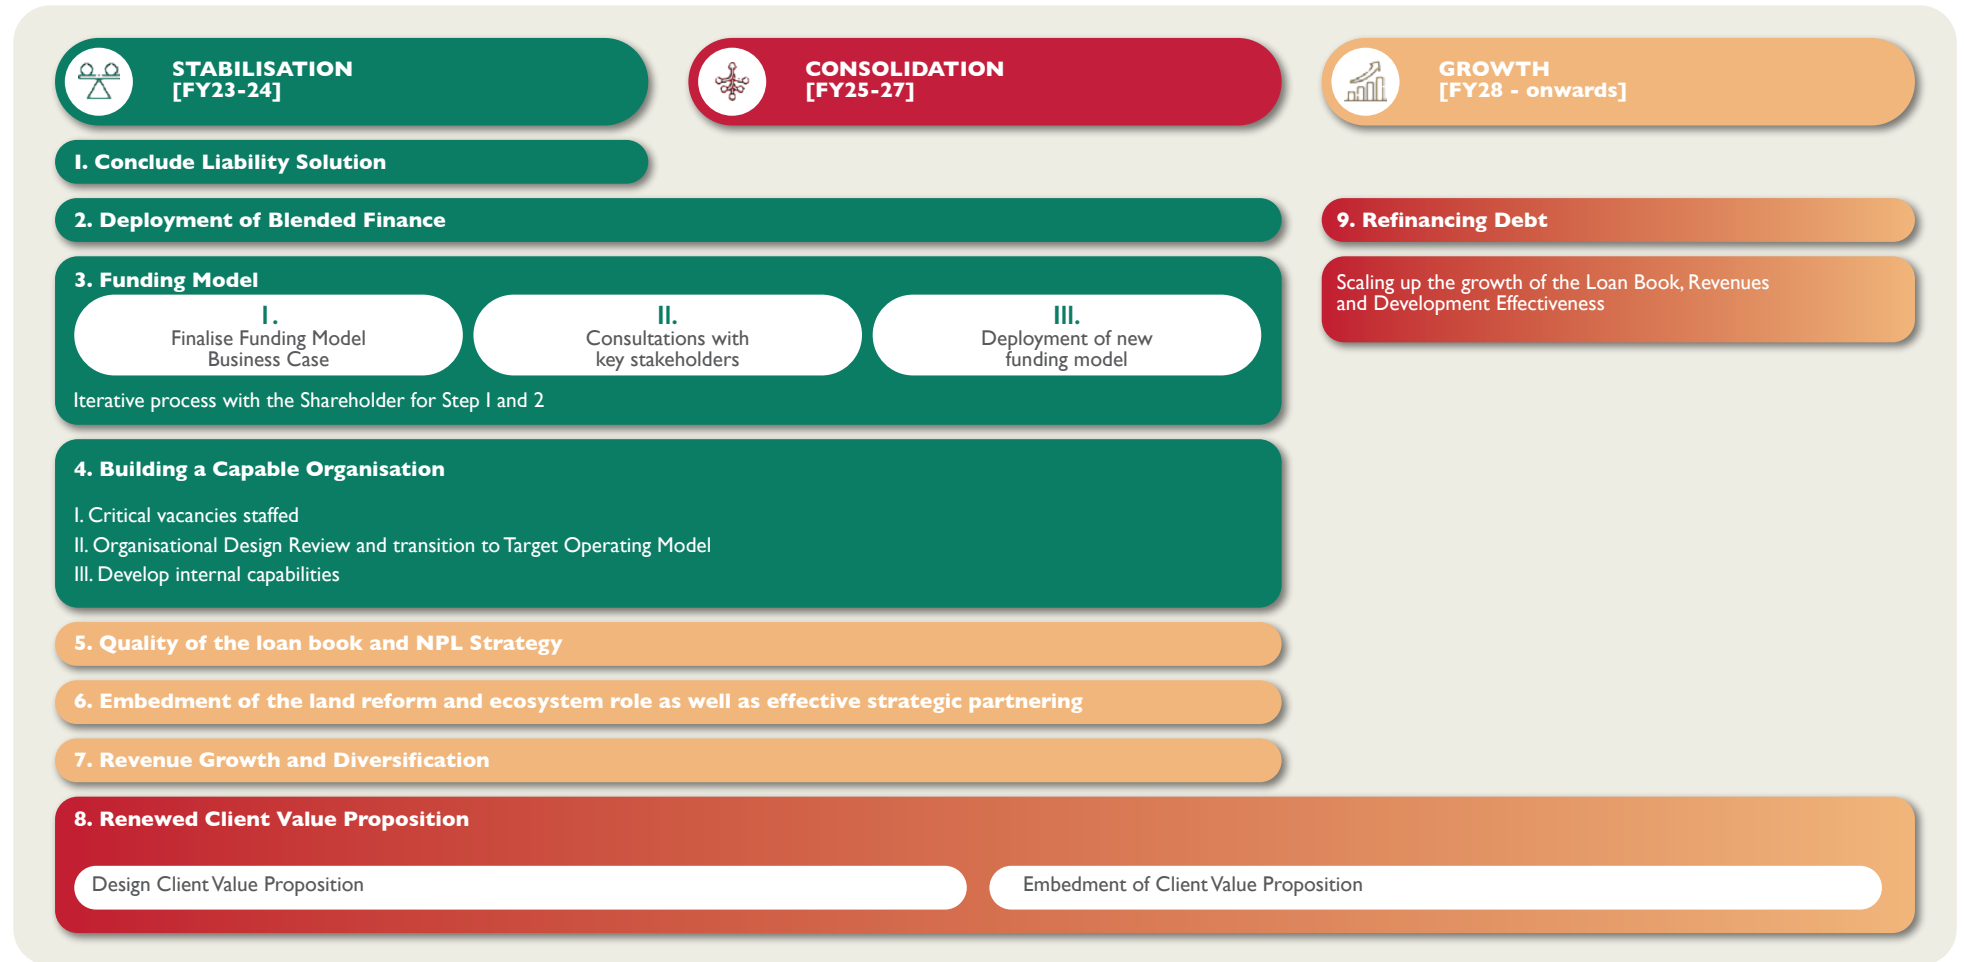 STABILISATION
[FY23-24]
CONSOLIDATION
[FY25-27]
GROWTH
[FY28 - onwards]
1. Conclude Liability Solution
2. Deployment of Blended Finance
9. Refinancing Debt
3. Funding Model
I.
Finalise Funding Model
Business Case
II.
Consultations with
key stakeholders
III.
Deployment of new
funding model
Iterative process with the Shareholder for Step 1 and 2
Scaling up the growth of the Loan Book, Revenues
and Development Effectiveness
4. Building a Capable Organisation
I. Critical vacancies staffed
II. Organisational Design Review and transition to Target Operating Model
III. Develop internal capabilities
5. Quality of the loan book and NPL Strategy
6. Embedment of the land reform and ecosystem role as well as effective strategic partnering
7. Revenue Growth and Diversification
8. Renewed Client Value Proposition
Design Client Value Proposition
Embedment of Client Value Proposition